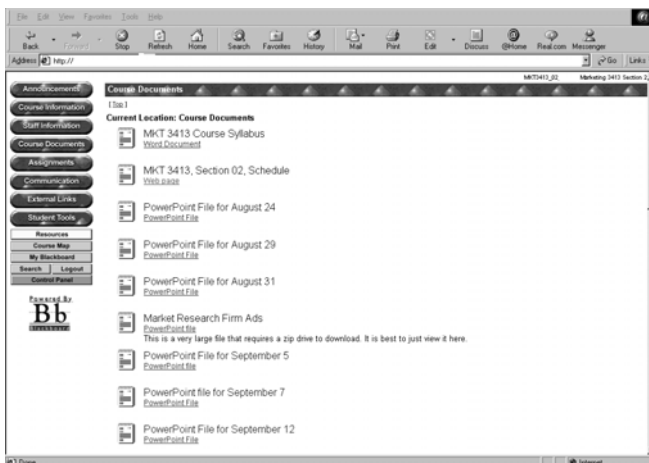 File Edit View Favorites Tools Help
Back Forward Stop Refresh Home Search Favorites History Mail Print Edit Discuss @Home Real.com Messenger
Address http:// Go Links
MKT3413_02 Marketing 3413 Section 2,
Announcements
Course Documents
Course Information
[Top]
Current Location: Course Documents
Staff Information
MKT 3413 Course Syllabus
Word Document
Course Documents
Assignments
MKT 3413, Section 02, Schedule
Web page
Communication
External Links
PowerPoint File for August 24
PowerPoint File
Student Tools
Resources
Course Map
PowerPoint File for August 29
PowerPoint File
My Blackboard
Search Logout
Control Panel
PowerPoint File for August 31
PowerPoint File
Powered By
Bb
Blackboard
Market Research Firm Ads
PowerPoint file
This is a very large file that requires a zip drive to download. It is best to just view it here.
PowerPoint File for September 5
PowerPoint file
PowerPoint file for September 7
PowerPoint File
PowerPoint File for September 12
PowerPoint File
Done Internet